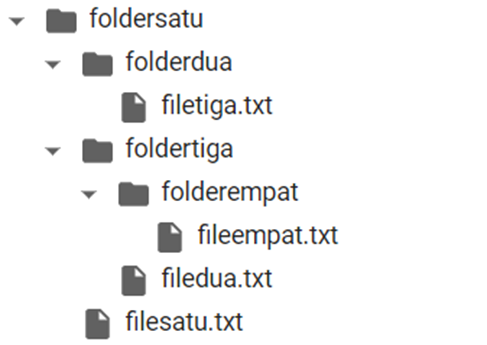 foldersatu
folderdua
filetiga.txt
foldertiga
folderempat
fileempat.txt
filedua.txt
filesatu.txt